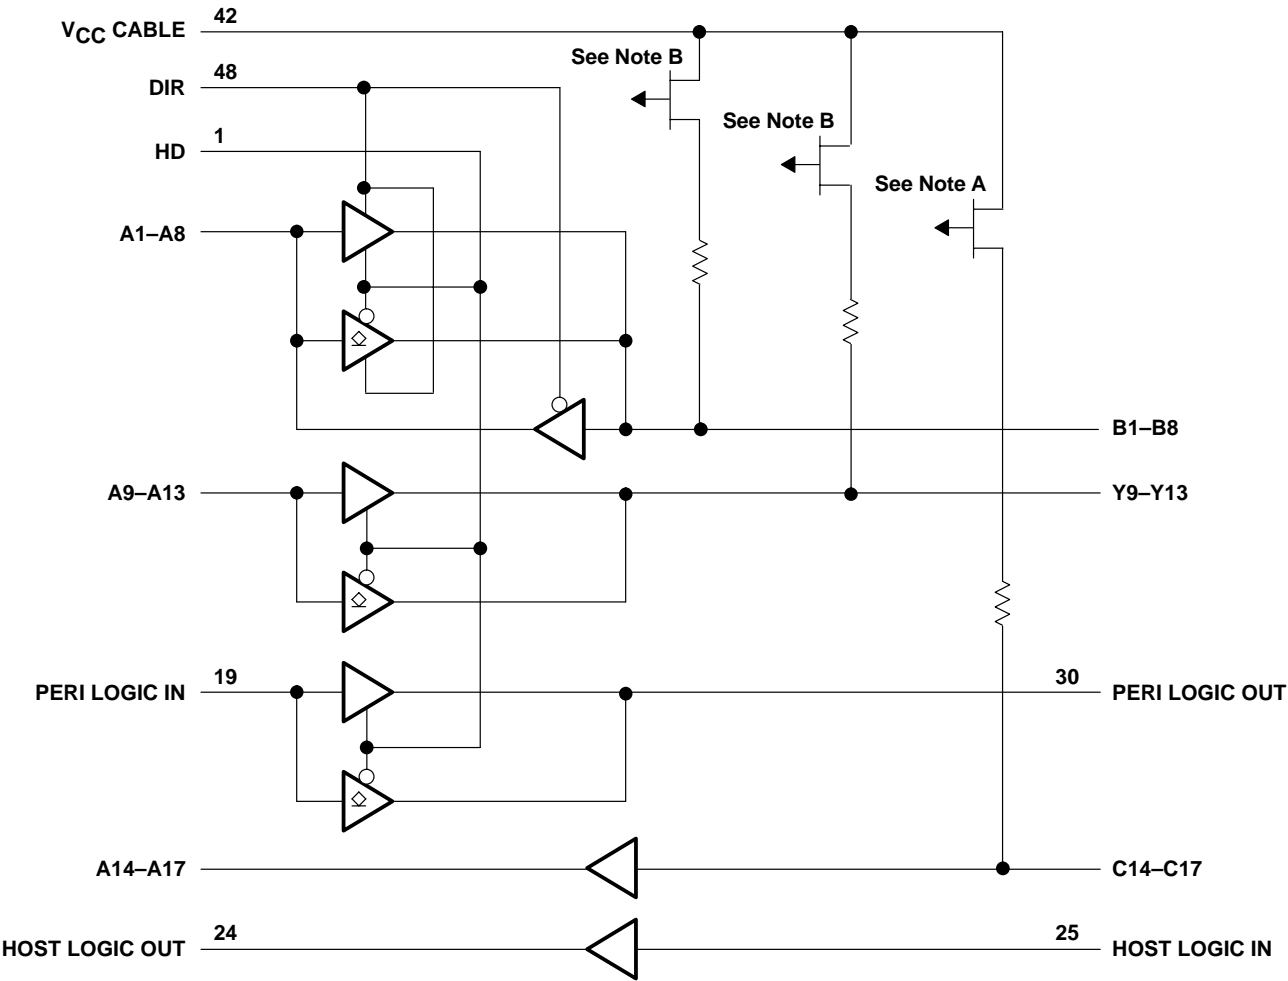 VCC CABLE 42
See Note B
DIR 48
See Note B
HD 1
See Note A
A1–A8
B1–B8
A9–A13
Y9–Y13
PERI LOGIC IN 19
30 PERI LOGIC OUT
A14–A17
C14–C17
HOST LOGIC OUT 24
25 HOST LOGIC IN